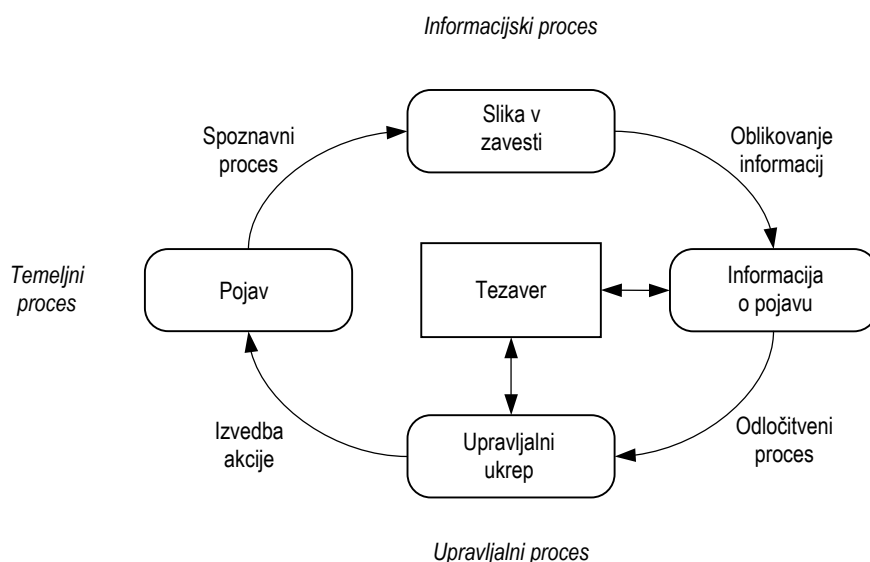 Informacijski proces
Slika v
zavesti
Spoznavni
proces
Oblikovanje
informacij
Temeljni
proces
Pojav
Tezaver
Informacija
o pojavu
Izvedba
akcije
Upravljalni
ukrep
Odločitveni
proces
Upravljalni proces